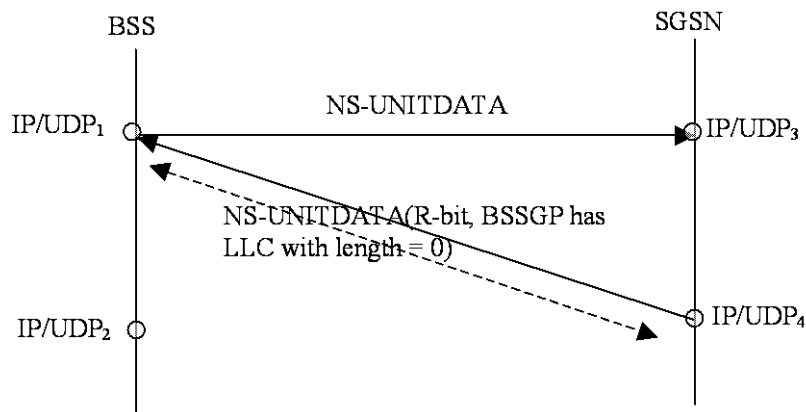 BSS
SGSN
NS-UNITDATA
IP/UDP₁
IP/UDP₃
NS-UNITDATA(R-bit, BSSGP has
LLC with length = 0)
IP/UDP₂
IP/UDP₄